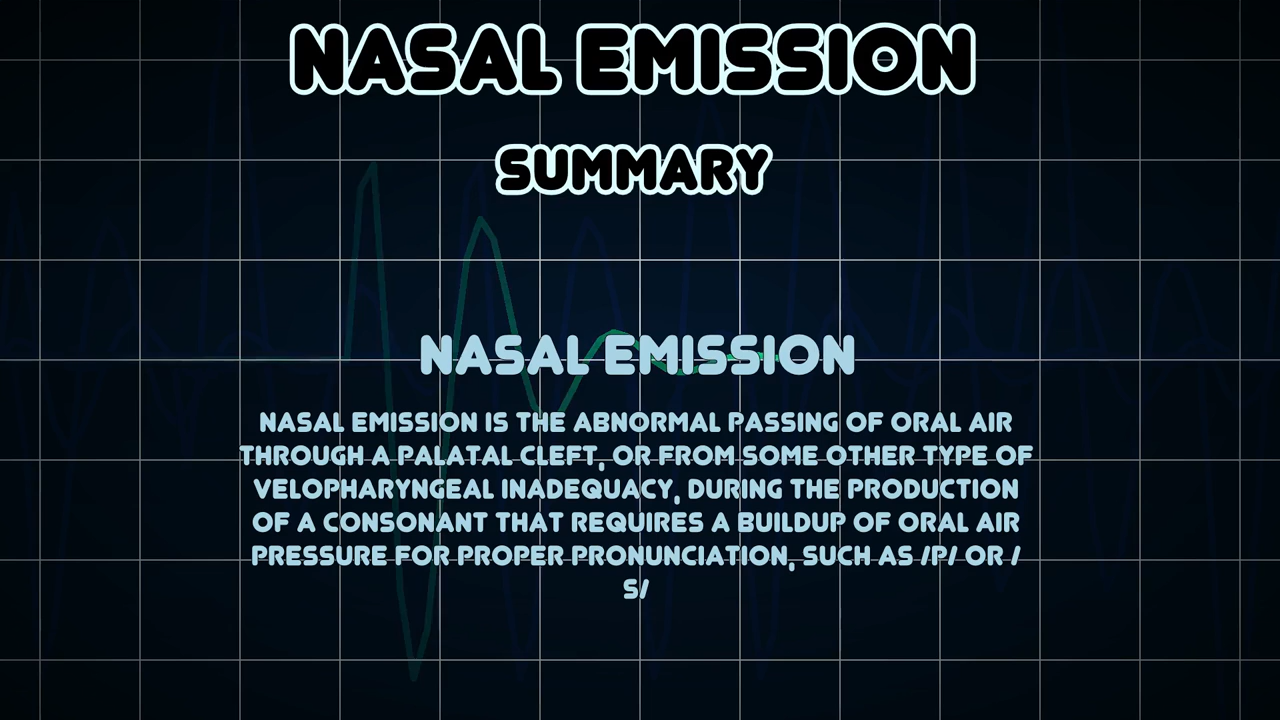 NASAL EMISSION
SUMMARY
NASAL EMISSION
NASAL EMISSION IS THE ABNORMAL PASSING OF ORAL AIR
THROUGH A PALATAL CLEFT, OR FROM SOME OTHER TYPE OF
VELOPHARYNGEAL INADEQUACY, DURING THE PRODUCTION
OF A CONSONANT THAT REQUIRES A BUILDUP OF ORAL AIR
PRESSURE FOR PROPER PRONUNCIATION, SUCH AS /P/ OR /
S/